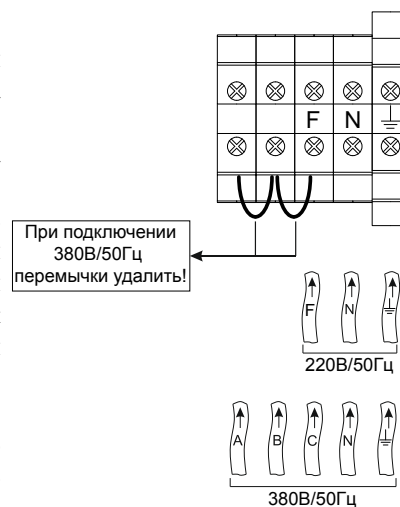 F N
При подключении
380В/50Гц
перемычки удалить!
F N
220В/50Гц
A B C N
380В/50Гц